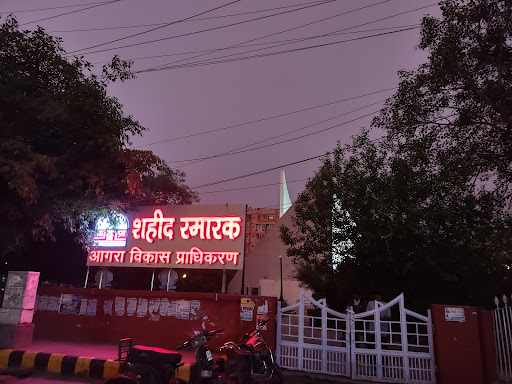 शहीद स्मारक
आगरा विकास प्राधिकरण